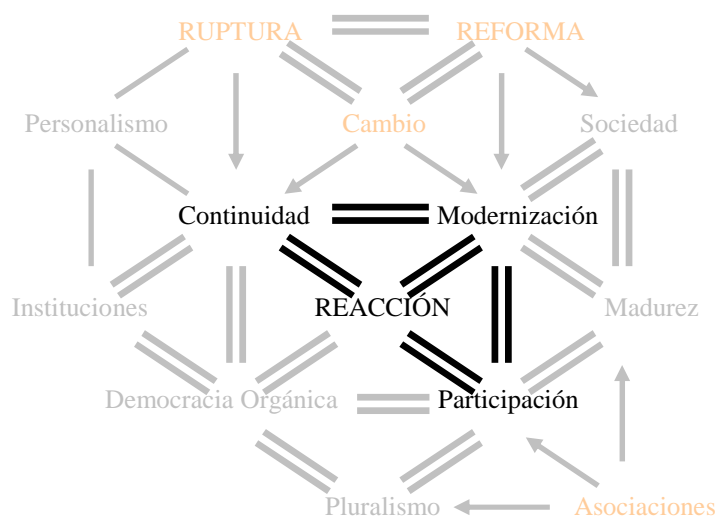 RUPTURA REFORMA
Personalismo Cambio Sociedad
Continuidad Modernización
Instituciones REACCIÓN Madurez
Democracia Orgánica Participación
Pluralismo Asociaciones